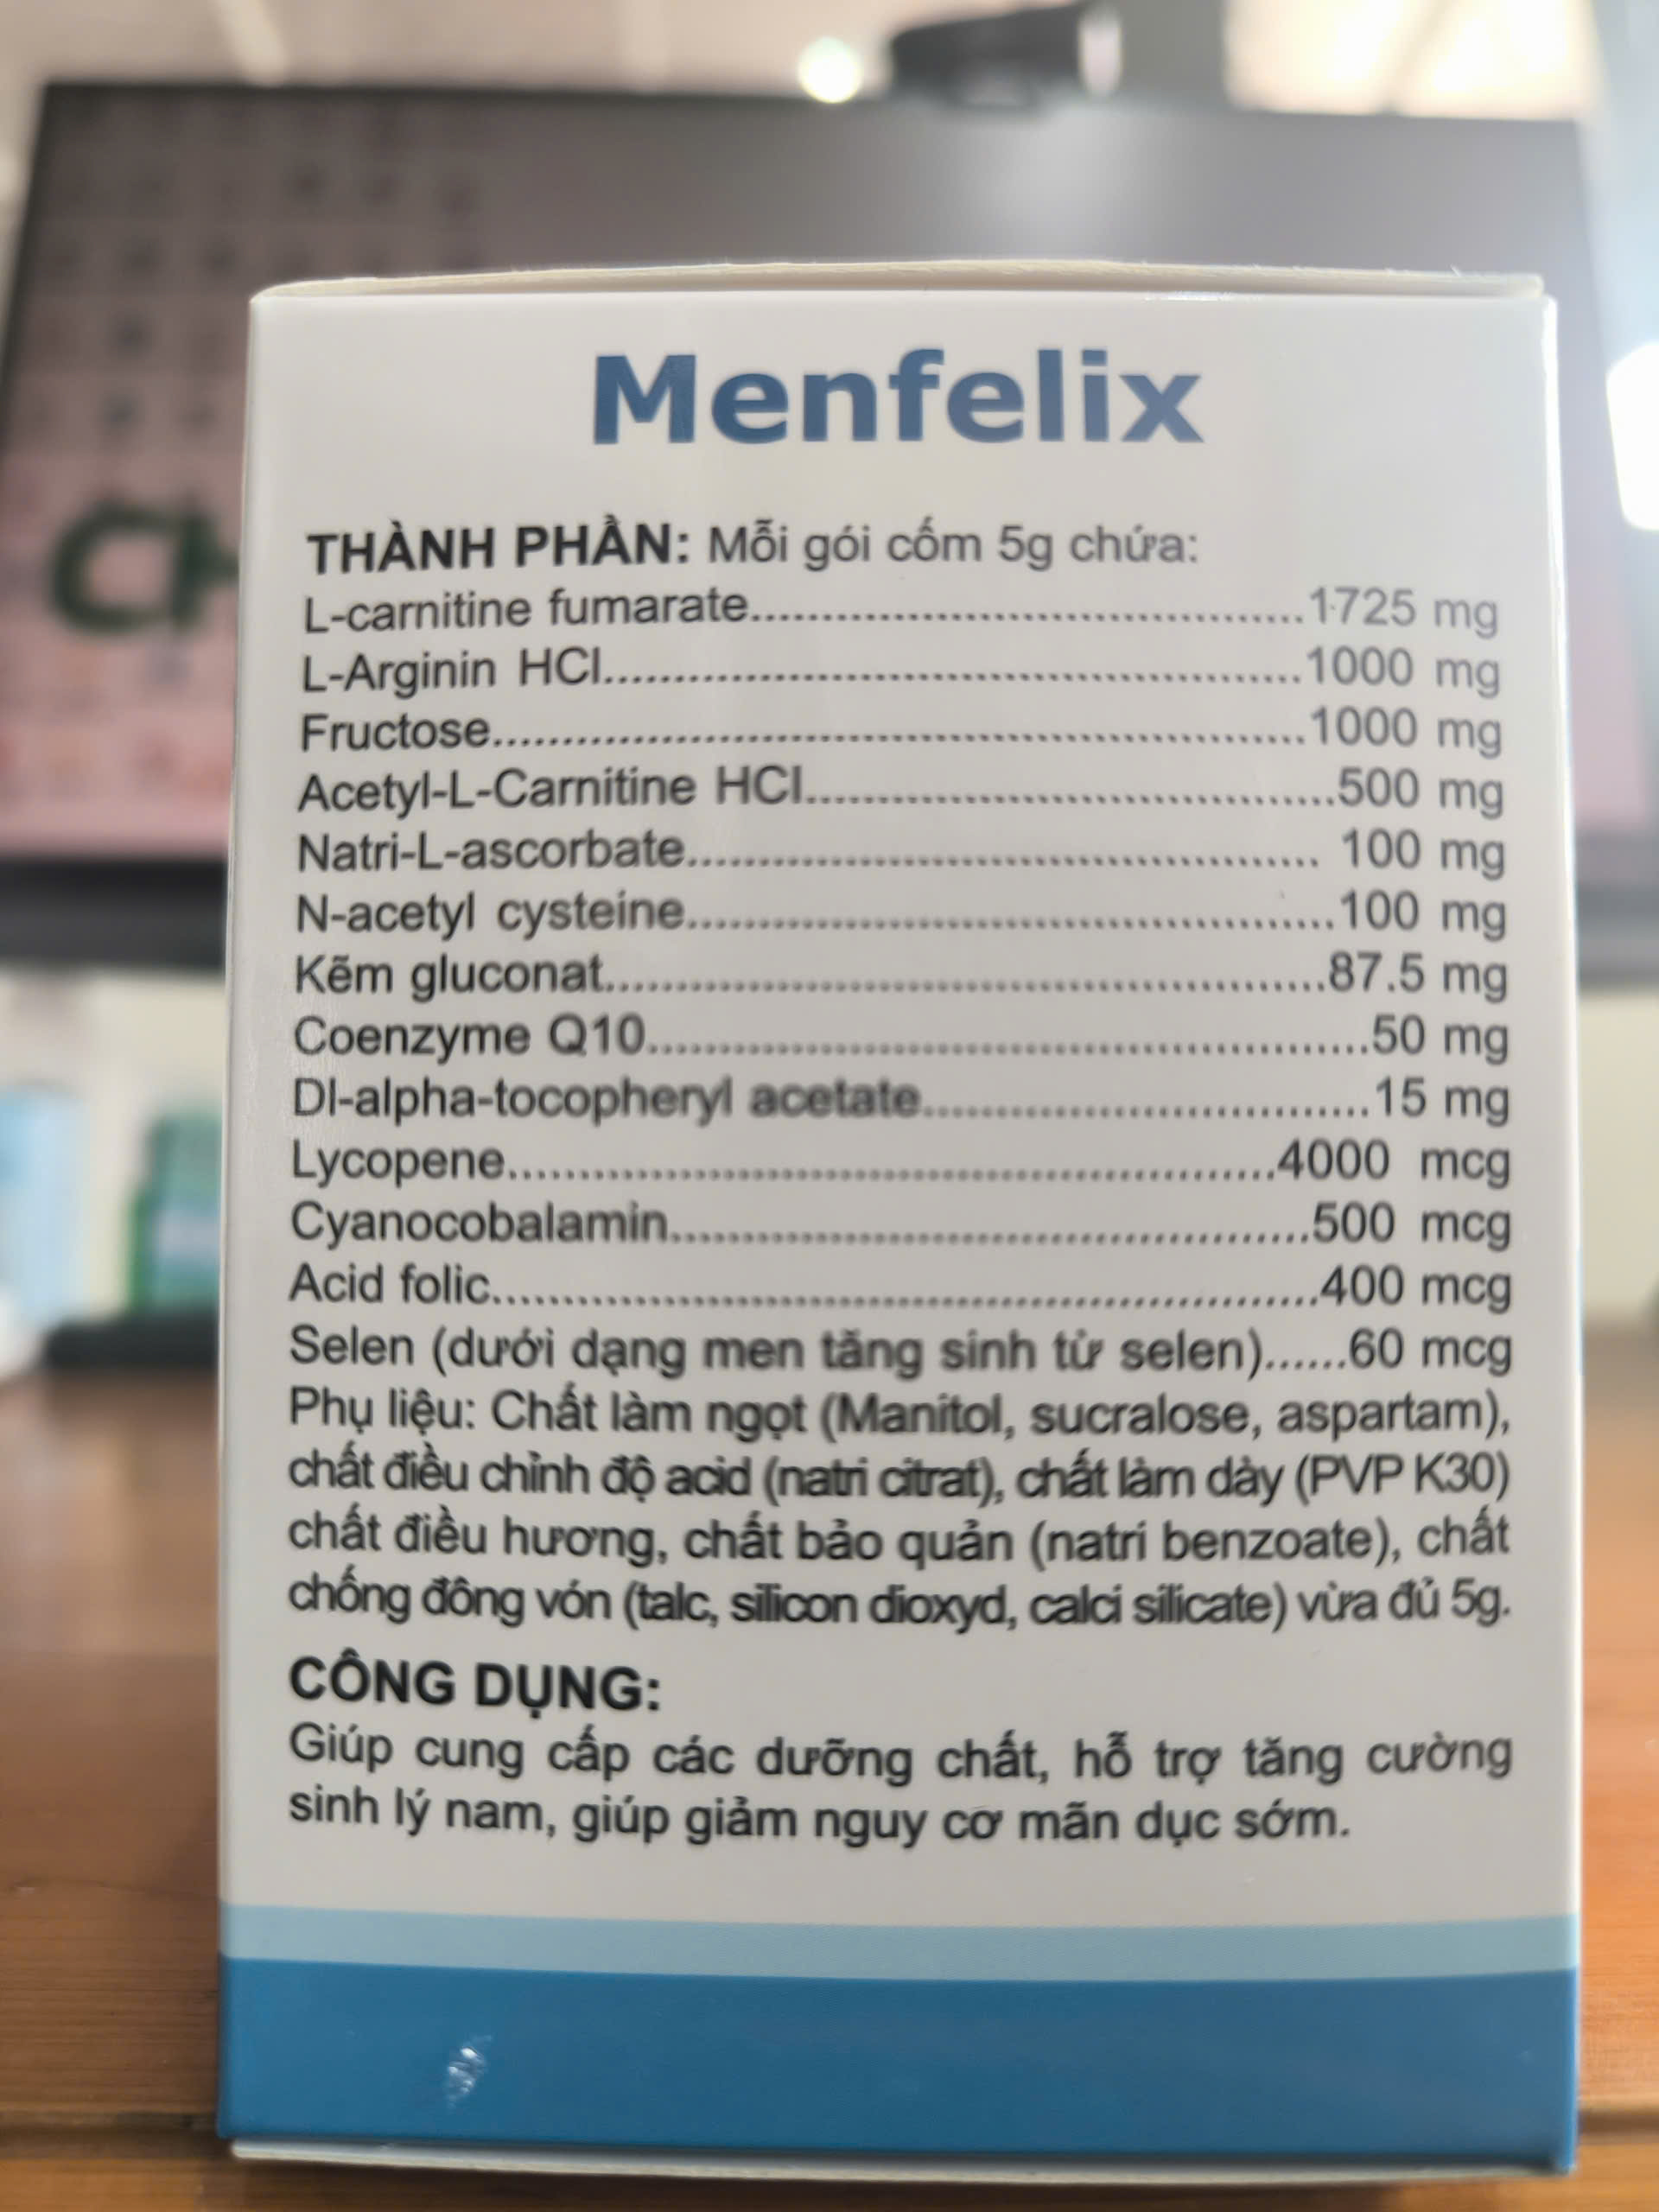 Menfelix
THÀNH PHẦN: Mỗi gói cốm 5g chứa:
L-carnitine fumarate..........1725 mg
L-Arginin HCl..........1000 mg
Fructose..........1000 mg
Acetyl-L-Carnitine HCl..........500 mg
Natri-L-ascorbate.......... 100 mg
N-acetyl cysteine..........100 mg
Kẽm gluconat..........87.5 mg
Coenzyme Q10..........50 mg
Dl-alpha-tocopheryl acetate..........15 mg
Lycopene..........4000 mcg
Cyanocobalamin..........500 mcg
Acid folic..........400 mcg
Selen (dưới dạng men tăng sinh từ selen)......60 mcg
Phụ liệu: Chất làm ngọt (Manitol, sucralose, aspartam),
chất điều chỉnh độ acid (natri citrat), chất làm dày (PVP K30)
chất điều hương, chất bảo quản (natri benzoate), chất
chống đông vón (talc, silicon dioxyd, calci silicate) vừa đủ 5g.
CÔNG DỤNG:
Giúp cung cấp các dưỡng chất, hỗ trợ tăng cường
sinh lý nam, giúp giảm nguy cơ mãn dục sớm.